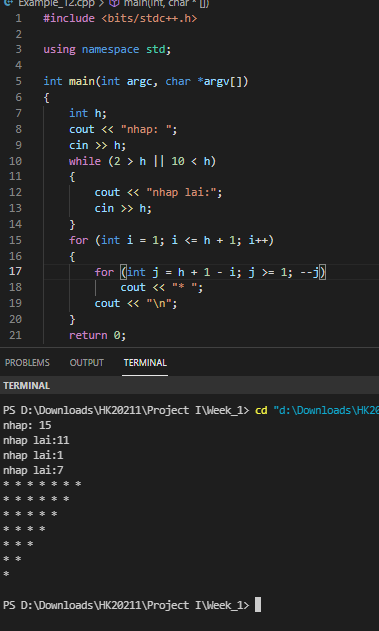 Example_12.cpp > main(int, char * [])
1 #include <bits/stdc++.h>
2
3 using namespace std;
4
5 int main(int argc, char *argv[])
6 {
7 int h;
8 cout << "nhap: ";
9 cin >> h;
10 while (2 > h || 10 < h)
11 {
12 cout << "nhap lai:";
13 cin >> h;
14 }
15 for (int i = 1; i <= h + 1; i++)
16 {
17 for (int j = h + 1 - i; j >= 1; --j)
18 cout << "* ";
19 cout << "\n";
20 }
21 return 0;
PROBLEMS OUTPUT TERMINAL
TERMINAL
PS D:\Downloads\HK20211\Project I\Week_1> cd "d:\Downloads\HK20
nhap: 15
nhap lai:11
nhap lai:1
nhap lai:7
* * * * * * *
* * * * * *
* * * * *
* * * *
* * *
* *
*
PS D:\Downloads\HK20211\Project I\Week_1>